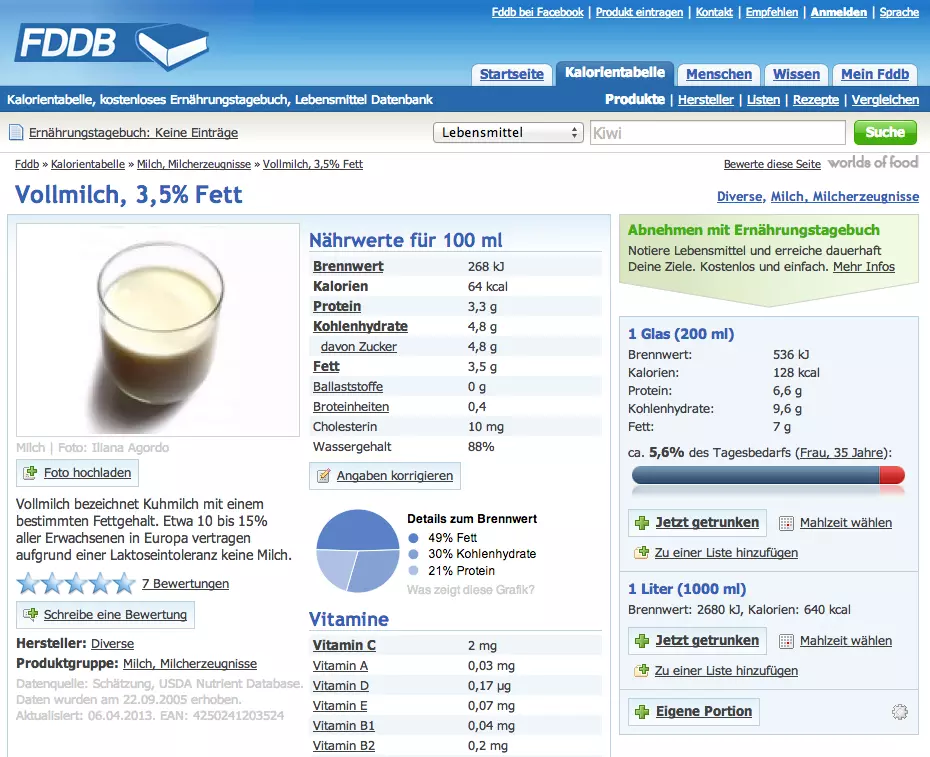 Fddb bei Facebook | Produkt eintragen | Kontakt | Empfehlen | Anmelden | Sprache
FDDB
Startseite Kalorientabelle Menschen Wissen Mein Fddb
Kalorientabelle, kostenloses Ernährungstagebuch, Lebensmittel Datenbank
Produkte | Hersteller | Listen | Rezepte | Vergleichen
Ernährungstagebuch: Keine Einträge
Lebensmittel Kiwi Suche
Fddb » Kalorientabelle » Milch, Milcherzeugnisse » Vollmilch, 3,5% Fett
Bewerte diese Seite worlds of food
Vollmilch, 3,5% Fett
Diverse, Milch, Milcherzeugnisse
Milch | Foto: Iliana Agordo
Foto hochladen
Vollmilch bezeichnet Kuhmilch mit einem
bestimmten Fettgehalt. Etwa 10 bis 15%
aller Erwachsenen in Europa vertragen
aufgrund einer Laktoseintoleranz keine Milch.
7 Bewertungen
Schreibe eine Bewertung
Hersteller: Diverse
Produktgruppe: Milch, Milcherzeugnisse
Datenquelle: Schätzung, USDA Nutrient Database.
Daten wurden am 22.09.2005 erhoben.
Aktualisiert: 06.04.2013. EAN: 4250241203524
Nährwerte für 100 ml
Brennwert 268 kJ
Kalorien 64 kcal
Protein 3,3 g
Kohlenhydrate 4,8 g
davon Zucker 4,8 g
Fett 3,5 g
Ballaststoffe 0 g
Broteinheiten 0,4
Cholesterin 10 mg
Wassergehalt 88%
Angaben korrigieren
Details zum Brennwert
49% Fett
30% Kohlenhydrate
21% Protein
Was zeigt diese Grafik?
Vitamine
Vitamin C 2 mg
Vitamin A 0,03 mg
Vitamin D 0,17 µg
Vitamin E 0,07 mg
Vitamin B1 0,04 mg
Vitamin B2 0,2 mg
Abnehmen mit Ernährungstagebuch
Notiere Lebensmittel und erreiche dauerhaft
Deine Ziele. Kostenlos und einfach. Mehr Infos
1 Glas (200 ml)
Brennwert: 536 kJ
Kalorien: 128 kcal
Protein: 6,6 g
Kohlenhydrate: 9,6 g
Fett: 7 g
ca. 5,6% des Tagesbedarfs (Frau, 35 Jahre):
Jetzt getrunken Mahlzeit wählen
Zu einer Liste hinzufügen
1 Liter (1000 ml)
Brennwert: 2680 kJ, Kalorien: 640 kcal
Jetzt getrunken Mahlzeit wählen
Zu einer Liste hinzufügen
Eigene Portion